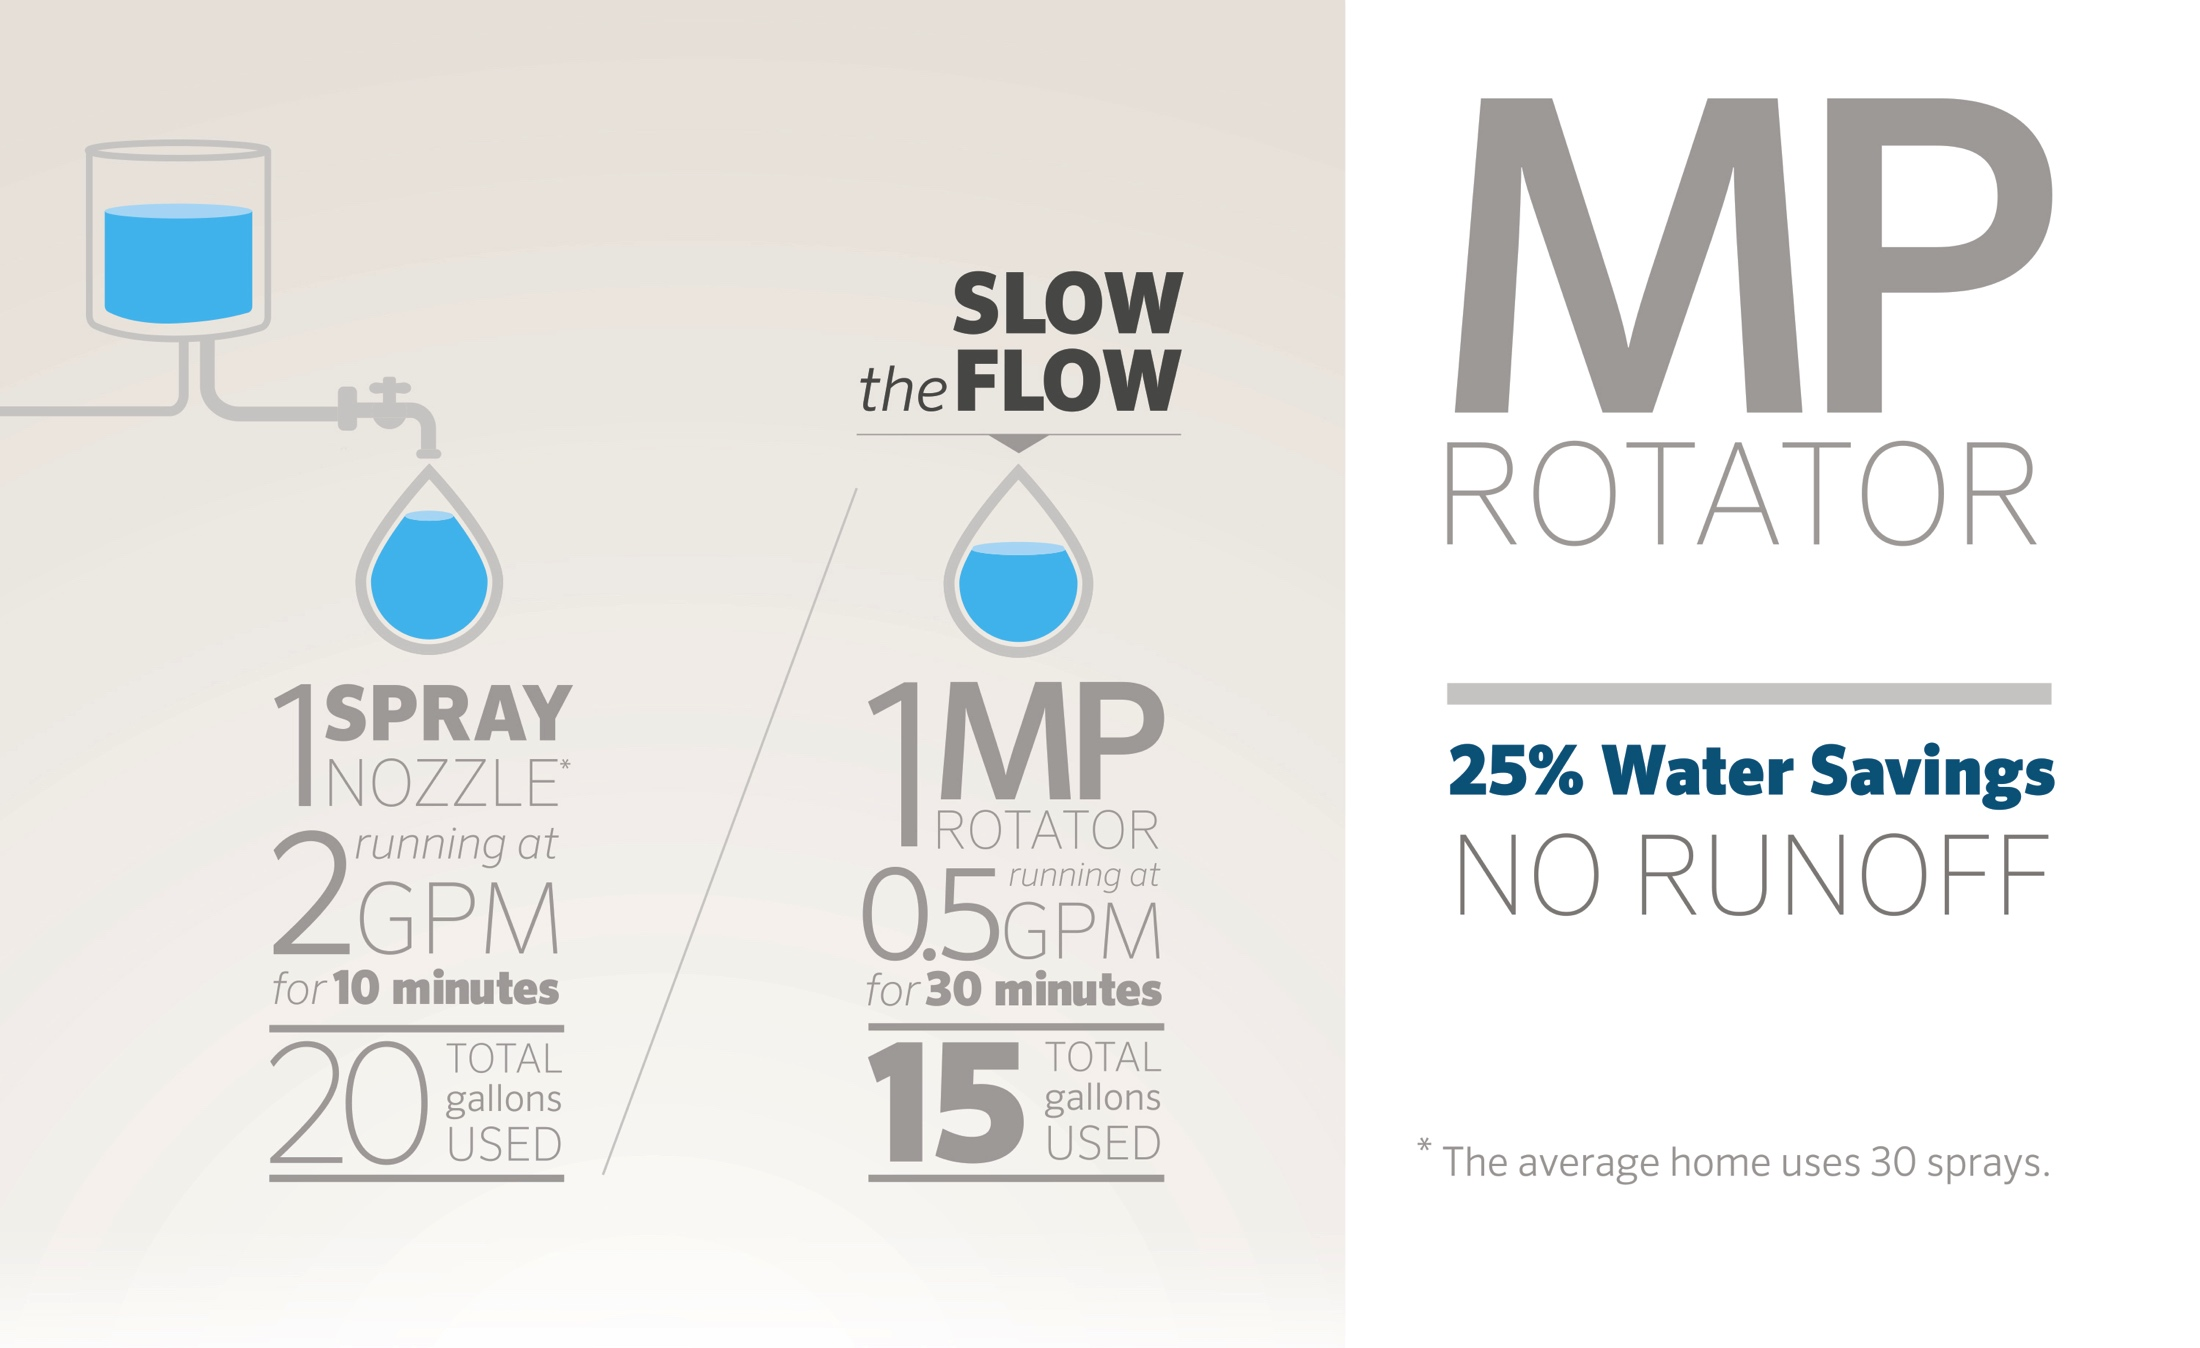 SLOW
the FLOW
1 SPRAY
NOZZLE*
2 running at
GPM
for 10 minutes
20 TOTAL
gallons
USED
1 MP
ROTATOR
0.5 running at
GPM
for 30 minutes
15 TOTAL
gallons
USED
MP
ROTATOR
25% Water Savings
NO RUNOFF
* The average home uses 30 sprays.